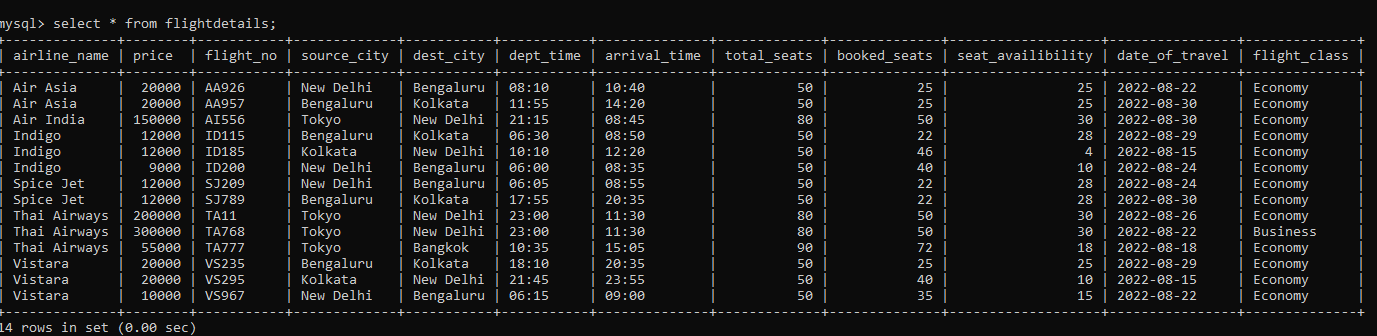 mysql> select * from flightdetails;
+--------------+--------+-----------+-------------+-----------+-----------+--------------+-------------+--------------+-------------------+----------------+--------------+
| airline_name | price  | flight_no | source_city | dest_city | dept_time | arrival_time | total_seats | booked_seats | seat_availibility | date_of_travel | flight_class |
+--------------+--------+-----------+-------------+-----------+-----------+--------------+-------------+--------------+-------------------+----------------+--------------+
| Air Asia     |  20000 | AA926     | New Delhi   | Bengaluru | 08:10     | 10:40        |          50 |           25 |                25 | 2022-08-22     | Economy      |
| Air Asia     |  20000 | AA957     | Bengaluru   | Kolkata   | 11:55     | 14:20        |          50 |           25 |                25 | 2022-08-30     | Economy      |
| Air India    | 150000 | AI556     | Tokyo       | New Delhi | 21:15     | 08:45        |          80 |           50 |                30 | 2022-08-30     | Economy      |
| Indigo       |  12000 | ID115     | Bengaluru   | Kolkata   | 06:30     | 08:50        |          50 |           22 |                28 | 2022-08-29     | Economy      |
| Indigo       |  12000 | ID185     | Kolkata     | New Delhi | 10:10     | 12:20        |          50 |           46 |                 4 | 2022-08-15     | Economy      |
| Indigo       |   9000 | ID200     | New Delhi   | Bengaluru | 06:00     | 08:35        |          50 |           40 |                10 | 2022-08-24     | Economy      |
| Spice Jet    |  12000 | SJ209     | New Delhi   | Bengaluru | 06:05     | 08:55        |          50 |           22 |                28 | 2022-08-24     | Economy      |
| Spice Jet    |  12000 | SJ789     | Bengaluru   | Kolkata   | 17:55     | 20:35        |          50 |           22 |                28 | 2022-08-30     | Economy      |
| Thai Airways | 200000 | TA11      | Tokyo       | New Delhi | 23:00     | 11:30        |          80 |           50 |                30 | 2022-08-26     | Economy      |
| Thai Airways | 300000 | TA768     | Tokyo       | New Delhi | 23:00     | 11:30        |          80 |           50 |                30 | 2022-08-22     | Business     |
| Thai Airways |  55000 | TA777     | Tokyo       | Bangkok   | 10:35     | 15:05        |          90 |           72 |                18 | 2022-08-18     | Economy      |
| Vistara      |  20000 | VS235     | Bengaluru   | Kolkata   | 18:10     | 20:35        |          50 |           25 |                25 | 2022-08-29     | Economy      |
| Vistara      |  20000 | VS295     | Kolkata     | New Delhi | 21:45     | 23:55        |          50 |           40 |                10 | 2022-08-15     | Economy      |
| Vistara      |  10000 | VS967     | New Delhi   | Bengaluru | 06:15     | 09:00        |          50 |           35 |                15 | 2022-08-22     | Economy      |
+--------------+--------+-----------+-------------+-----------+-----------+--------------+-------------+--------------+-------------------+----------------+--------------+
14 rows in set (0.00 sec)